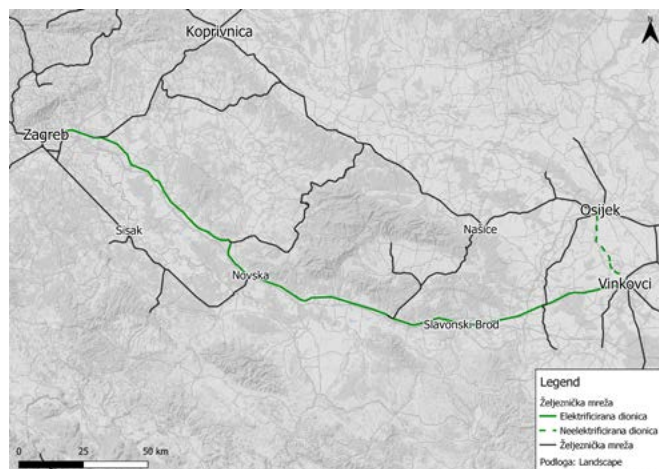 Koprivnica
N
Zagreb
Osijek
Sisak
Našice
Novska
Vinkovci
Slavonski Brod
Legend
Željeznička mreža
Elektrificirana dionica
Neelektrificirana dionica
Željeznička mreža
Podloga: Landscape
0 25 50 km